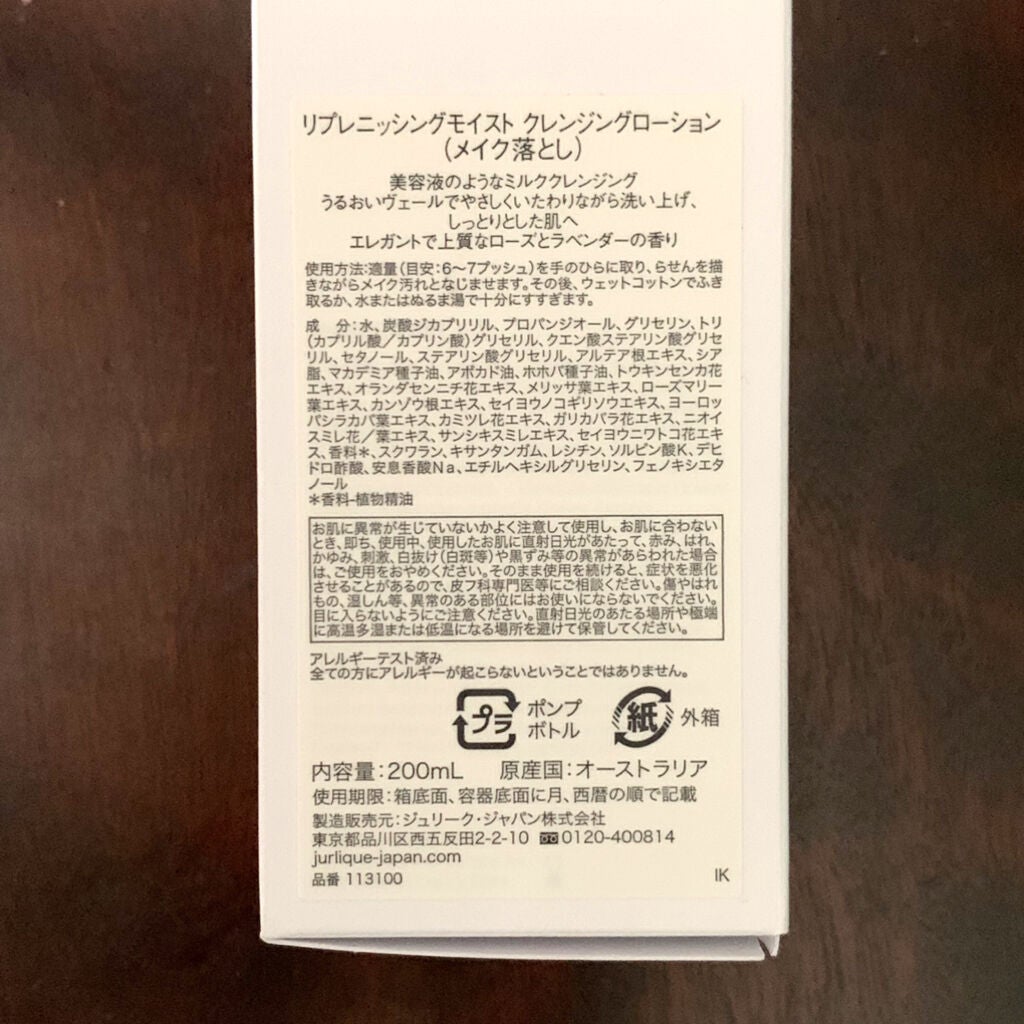 リプレニッシングモイスト クレンジングローション
(メイク落とし)
美容液のようなミルククレンジング
うるおいヴェールでやさしくいたわりながら洗い上げ、
しっとりとした肌へ
エレガントで上質なローズとラベンダーの香り
使用方法:適量(目安:6〜7プッシュ)を手のひらに取り、らせんを描
きながらメイク汚れとなじませます。その後、ウェットコットンでふき
取るか、水またはぬるま湯で十分にすすぎます。
成 分:水、炭酸ジカプリリル、プロパンジオール、グリセリン、トリ
(カプリル酸/カプリン酸)グリセリル、クエン酸ステアリン酸グリセ
リル、セタノール、ステアリン酸グリセリル、アルテア根エキス、シア
脂、マカデミア種子油、アボカド油、ホホバ種子油、トウキンセンカ花
エキス、オランダセンニチ花エキス、メリッサ葉エキス、ローズマリー
葉エキス、カンゾウ根エキス、セイヨウノコギリソウエキス、ヨーロッ
パシラカバ葉エキス、カミツレ花エキス、ガリカバラ花エキス、ニオイ
スミレ花/葉エキス、サンシキスミレエキス、セイヨウニワトコ花エキ
ス、香料*、スクワラン、キサンタンガム、レシチン、ソルビン酸K、デヒ
ドロ酢酸、安息香酸Na、エチルヘキシルグリセリン、フェノキシエタ
ノール
*香料-植物精油
お肌に異常が生じていないかよく注意して使用し、お肌に合わない
とき、即ち、使用中、使用したお肌に直射日光があたって、赤み、はれ、
かゆみ、刺激、白抜け(白斑等)や黒ずみ等の異常があらわれた場合
は、ご使用をおやめください。そのまま使用を続けると、症状を悪化
させることがあるので、皮フ科専門医等にご相談ください。傷やはれ
もの、湿しん等、異常のある部位にはお使いにならないでください。
目に入らないようにご注意ください。直射日光のあたる場所や極端
に高温多湿または低温になる場所を避けて保管してください。
アレルギーテスト済み
全ての方にアレルギーが起こらないということではありません。
プラ ポンプ 紙 外箱
ボトル
内容量:200mL 原産国:オーストラリア
使用期限:箱底面、容器底面に月、西暦の順で記載
製造販売元:ジュリーク・ジャパン株式会社
東京都品川区西五反田2-2-10 0120-400814
jurlique-japan.com
品番 113100 IK